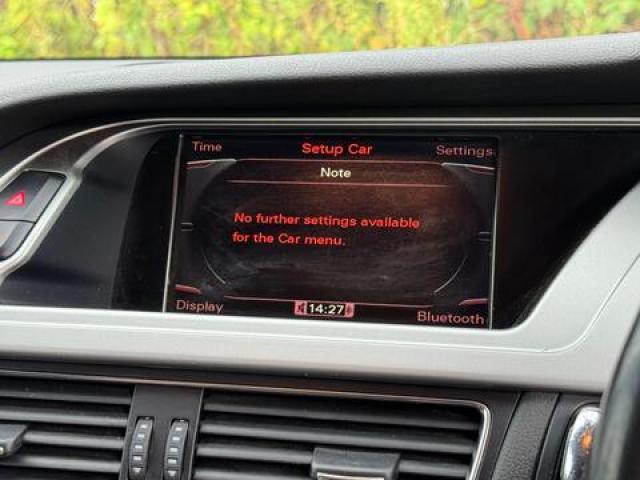 Time
Setup Car
Settings
Note
No further settings available
for the Car menu.
Display
14:27
Bluetooth